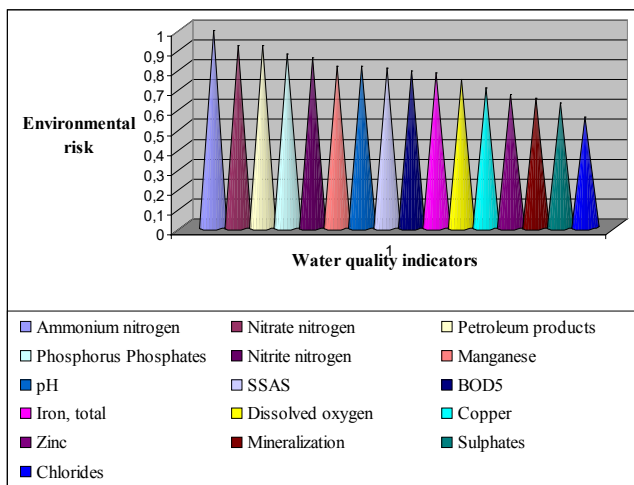 1
0,9
0,8
0,7
0,6
0,5
0,4
0,3
0,2
0,1
0
Environmental
risk
1
Water quality indicators
Ammonium nitrogen
Nitrate nitrogen
Petroleum products
Phosphorus Phosphates
Nitrite nitrogen
Manganese
pH
SSAS
BOD5
Iron, total
Dissolved oxygen
Copper
Zinc
Mineralization
Sulphates
Chlorides